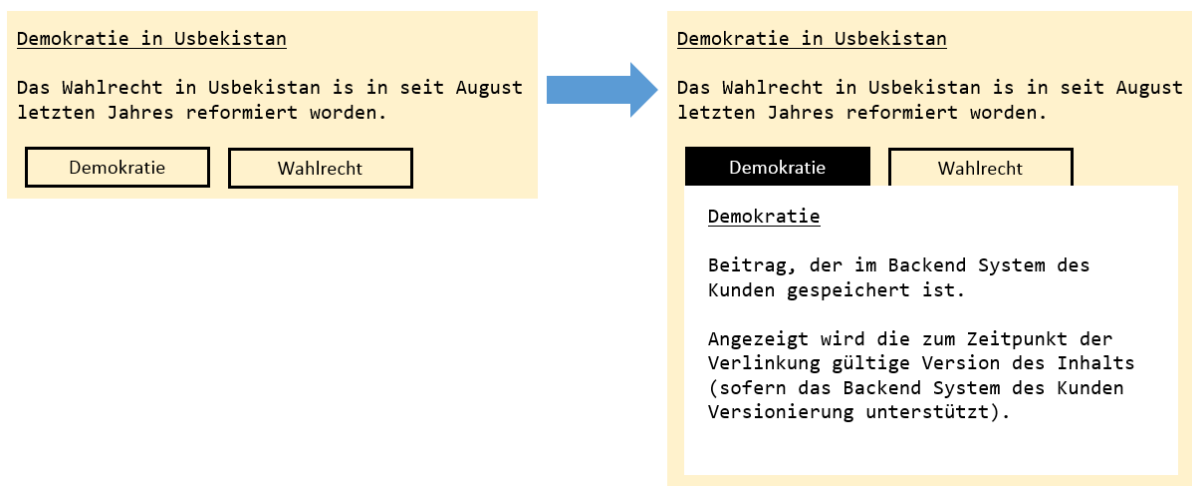 Demokratie in Usbekistan
Das Wahlrecht in Usbekistan is in seit August
letzten Jahres reformiert worden.
Demokratie
Wahlrecht
Demokratie in Usbekistan
Das Wahlrecht in Usbekistan is in seit August
letzten Jahres reformiert worden.
Demokratie
Wahlrecht
Demokratie
Beitrag, der im Backend System des
Kunden gespeichert ist.
Angezeigt wird die zum Zeitpunkt der
Verlinkung gültige Version des Inhalts
(sofern das Backend System des Kunden
Versionierung unterstützt).